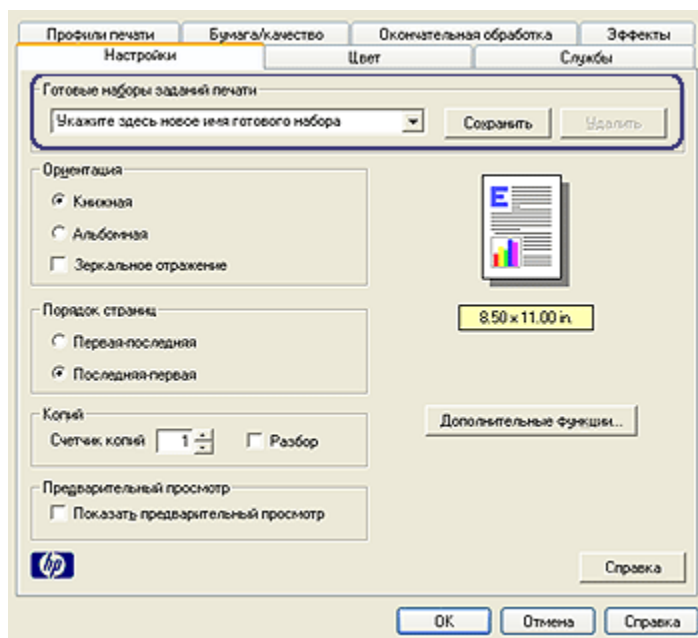 Профили печати Бумага/качество Окончательная обработка Эффекты
Настройки Цвет Службы
Готовые наборы заданий печати
Укажите здесь новое имя готового набора Сохранить Удалить
Ориентация
Книжная
Альбомная
Зеркальное отражение
E
8.50 x 11.00 in.
Порядок страниц
Первая-последняя
Последняя-первая
Копий
Счетчик копий 1 Разбор
Дополнительные функции...
Предварительный просмотр
Показать предварительный просмотр
hp
Справка
OK Отмена Справка